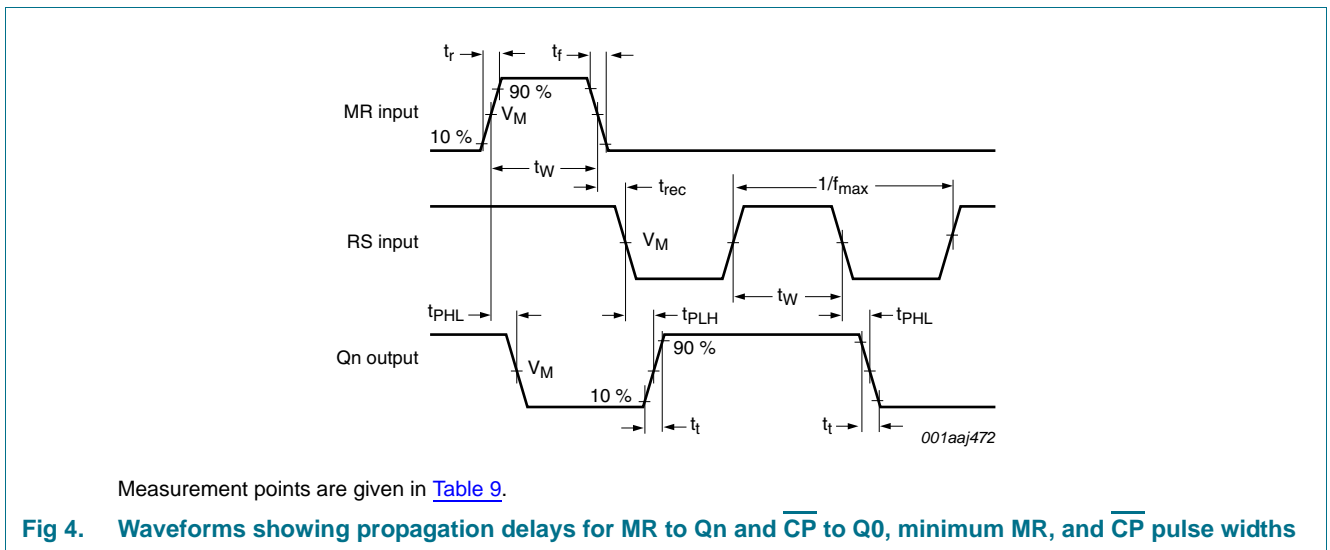 tr tf
90 %
MR input VM
10 %
tW
trec 1/fmax
RS input VM
tW
tPHL tPLH tPHL
90 %
Qn output VM
10 %
tt tt
001aaj472
Measurement points are given in Table 9.
Fig 4. Waveforms showing propagation delays for MR to Qn and C̅P̅ to Q0, minimum MR, and C̅P̅ pulse widths